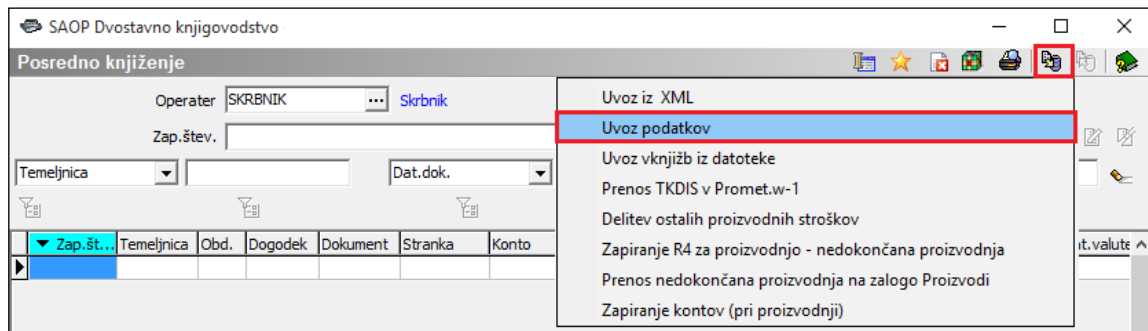 SAOP Dvostavno knjigovodstvo
Posredno knjiženje
Operater SKRBNIK ... Skrbnik
Zap.štev.
Temeljnica Dat.dok.
Zap.št... Temeljnica Obd. Dogodek Dokument Stranka Konto
Uvoz iz XML
Uvoz podatkov
Uvoz vknjižb iz datoteke
Prenos TKDIS v Promet.w-1
Delitev ostalih proizvodnih stroškov
Zapiranje R4 za proizvodnjo - nedokončana proizvodnja
Prenos nedokončana proizvodnja na zalogo Proizvodi
Zapiranje kontov (pri proizvodnji)